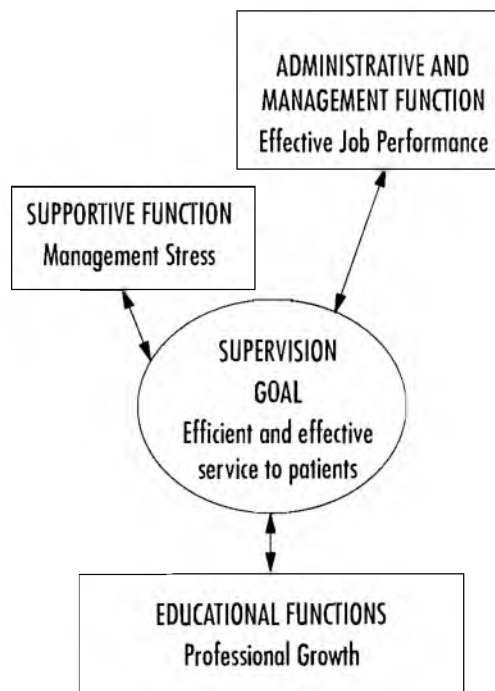 ADMINISTRATIVE AND
MANAGEMENT FUNCTION
Effective Job Performance
SUPPORTIVE FUNCTION
Management Stress
SUPERVISION
GOAL
Efficient and effective
service to patients
EDUCATIONAL FUNCTIONS
Professional Growth